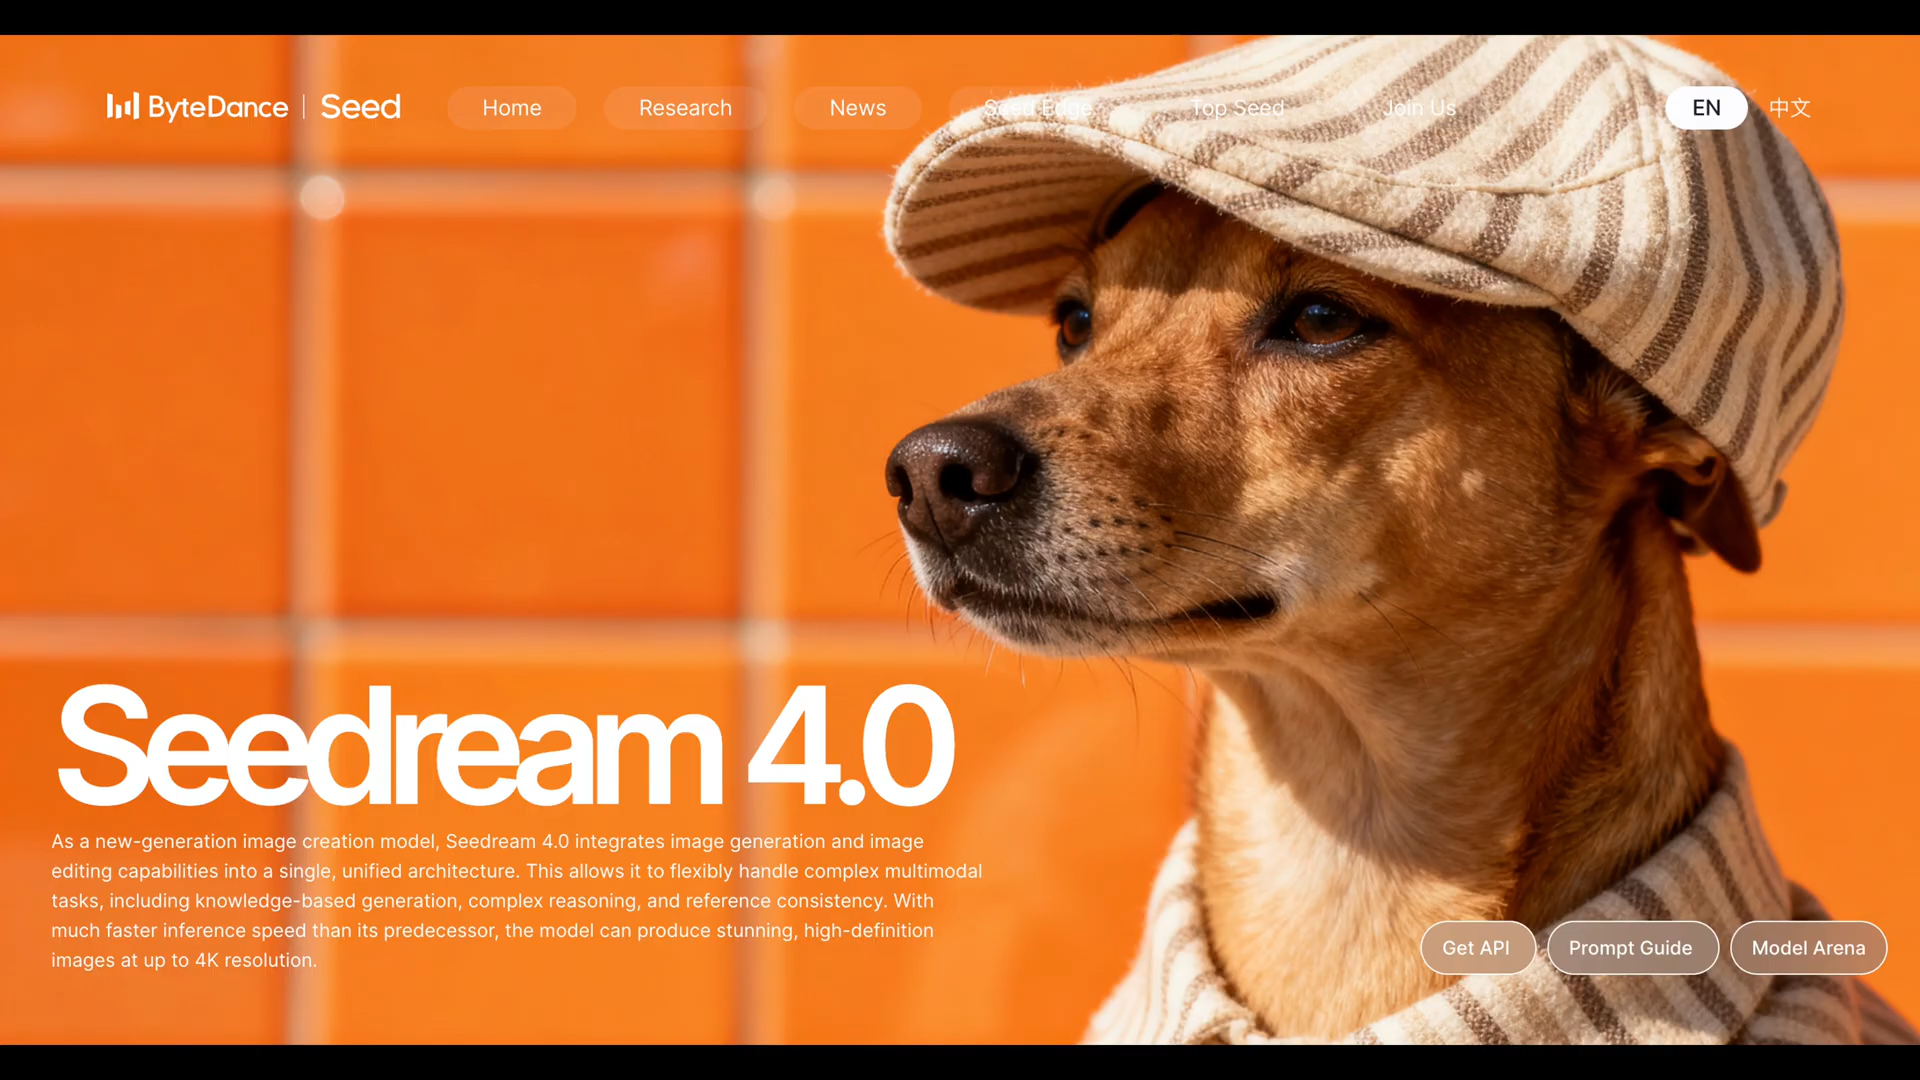 ByteDance | Seed
Home
Research
News
Seed Edge
Top Seed
Join Us
EN
中文
Seedream 4.0
As a new-generation image creation model, Seedream 4.0 integrates image generation and image
editing capabilities into a single, unified architecture. This allows it to flexibly handle complex multimodal
tasks, including knowledge-based generation, complex reasoning, and reference consistency. With
much faster inference speed than its predecessor, the model can produce stunning, high-definition
images at up to 4K resolution.
Get API
Prompt Guide
Model Arena